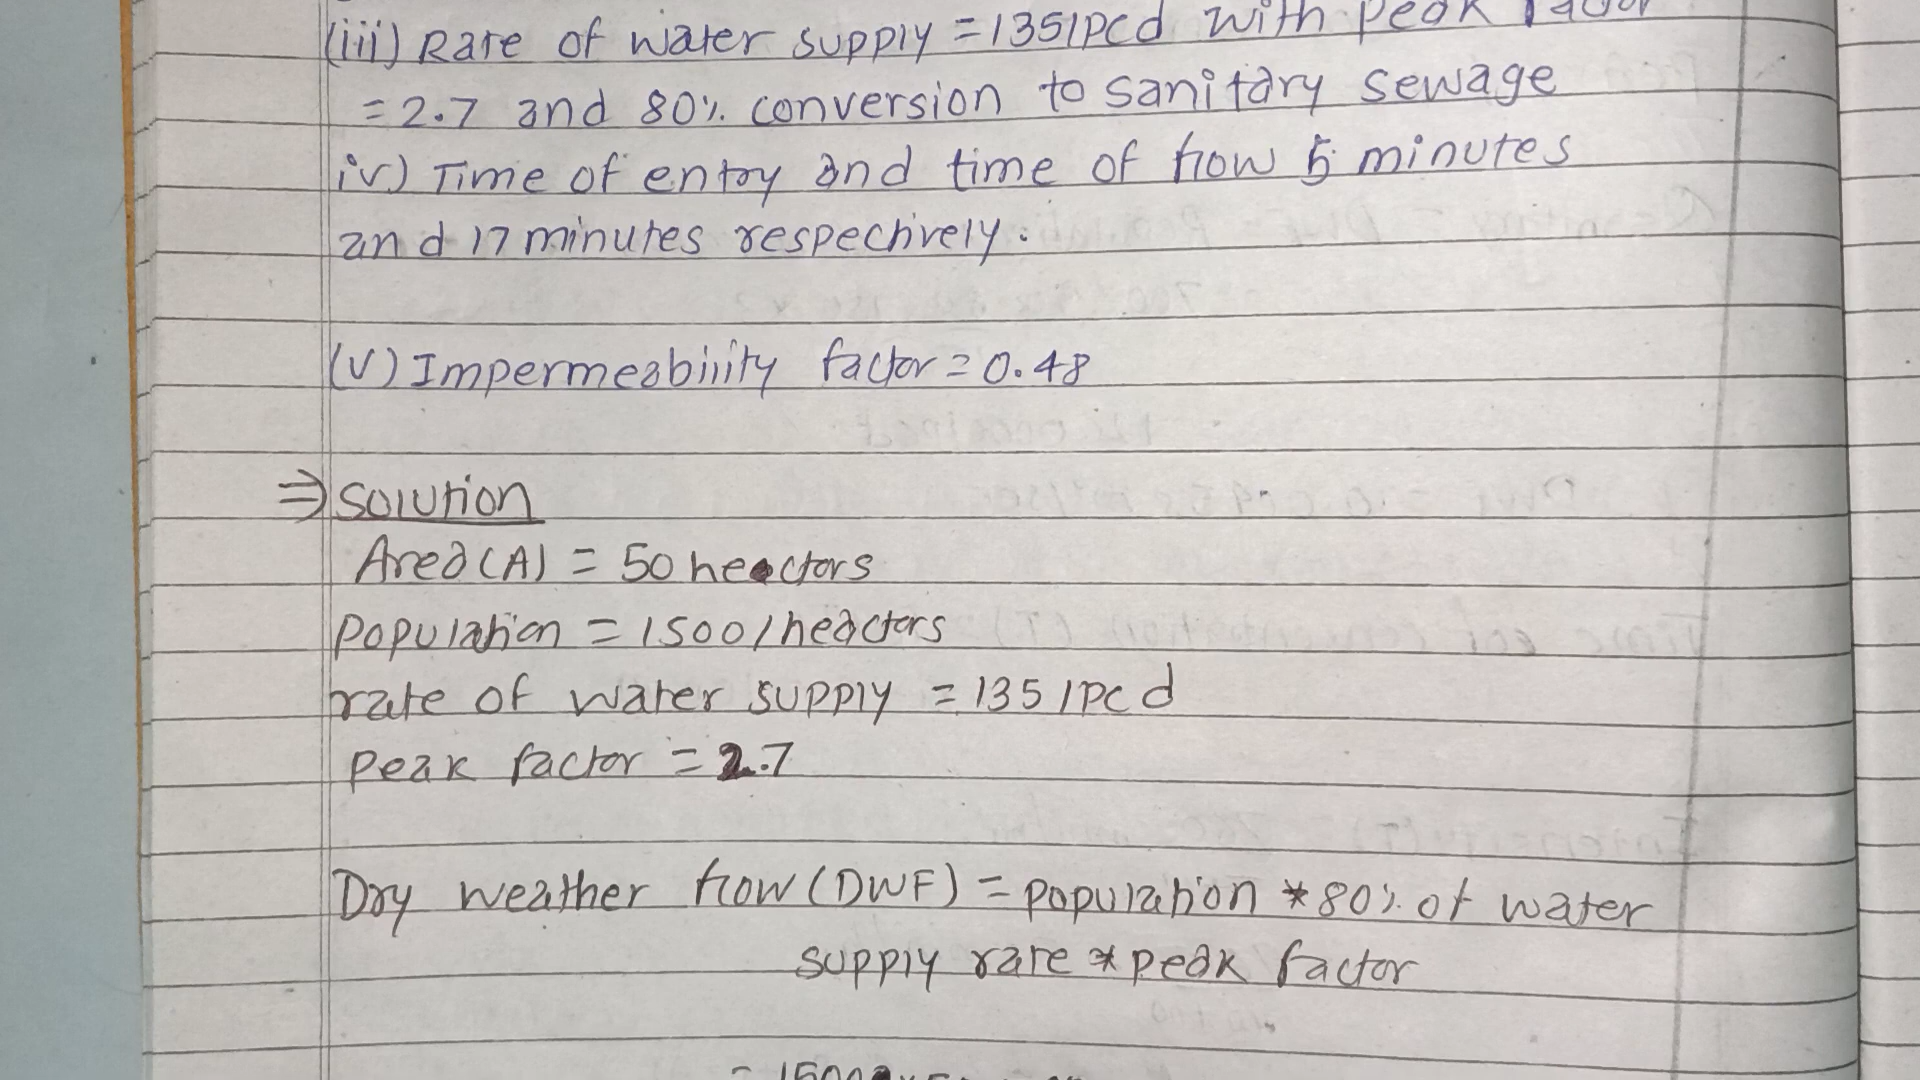 (iii) Rate of water supply = 135lpcd with peak factor
= 2.7 and 80% conversion to sanitary sewage
iv) Time of entry and time of flow 5 minutes
and 17 minutes respectively.
(V) Impermeability factor = 0.48
⇒ Solution
Area (A) = 50 heactors
Population = 1500/heactors
rate of water supply = 135 lpcd
Peak factor = 2.7
Dry weather flow (DWF) = Population * 80% of water
supply rate * peak factor